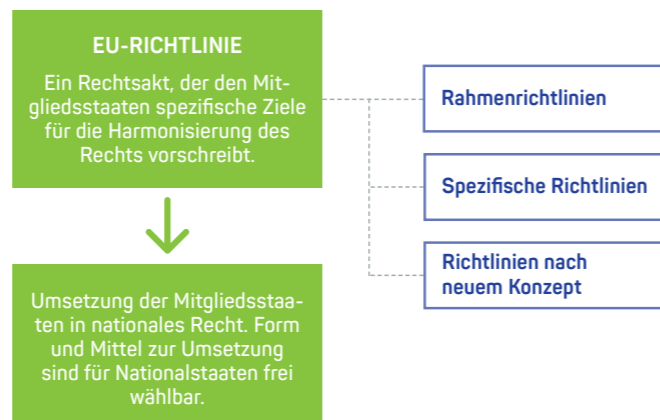 EU-RICHTLINIE
Ein Rechtsakt, der den Mit-
gliedsstaaten spezifische Ziele
für die Harmonisierung des
Rechts vorschreibt.
Rahmenrichtlinien
Spezifische Richtlinien
Richtlinien nach
neuem Konzept
Umsetzung der Mitgliedsstaa-
ten in nationales Recht. Form
und Mittel zur Umsetzung
sind für Nationalstaaten frei
wählbar.